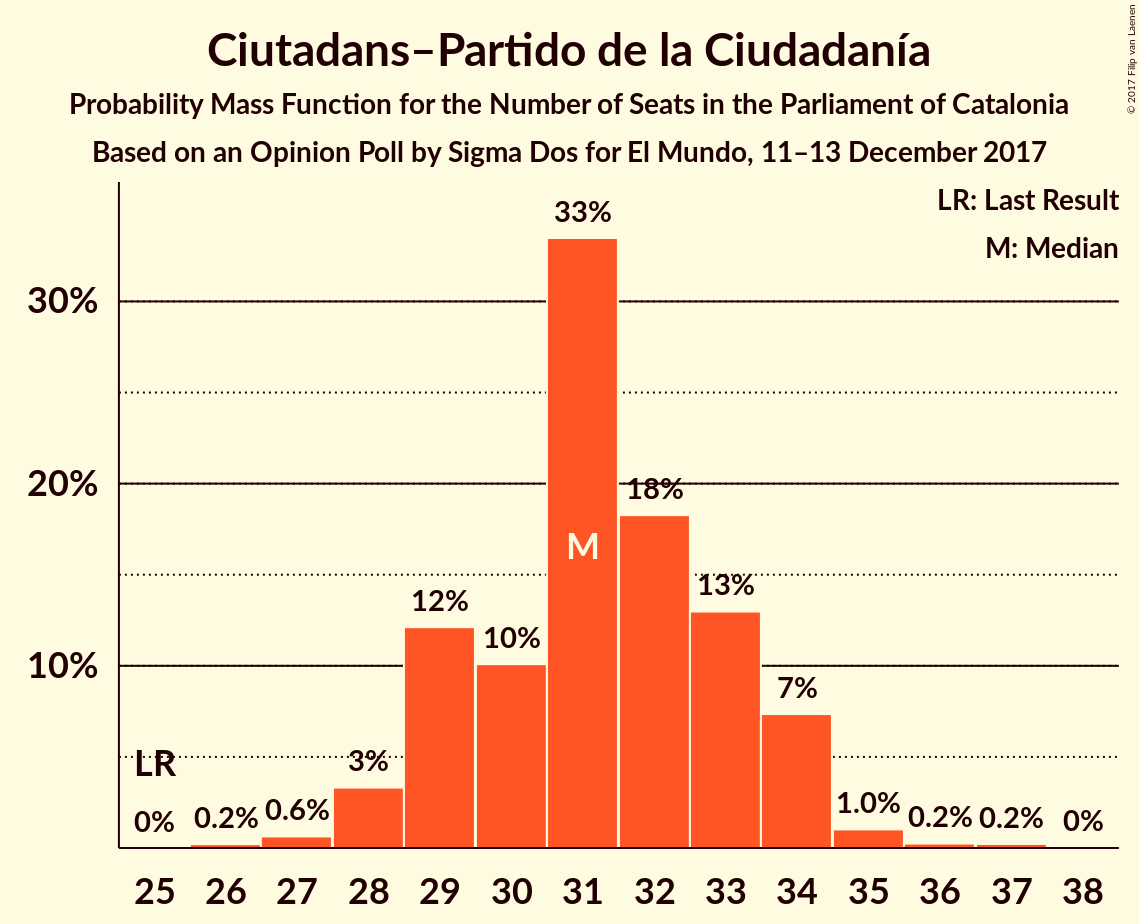 Ciutadans–Partido de la Ciudadanía
Probability Mass Function for the Number of Seats in the Parliament of Catalonia
Based on an Opinion Poll by Sigma Dos for El Mundo, 11–13 December 2017
© 2017 Filip van Laenen
LR: Last Result
M: Median
30%
20%
10%
LR
0%
0.2%
0.6%
3%
12%
10%
33%
M
18%
13%
7%
1.0%
0.2%
0.2%
0%
25 26 27 28 29 30 31 32 33 34 35 36 37 38